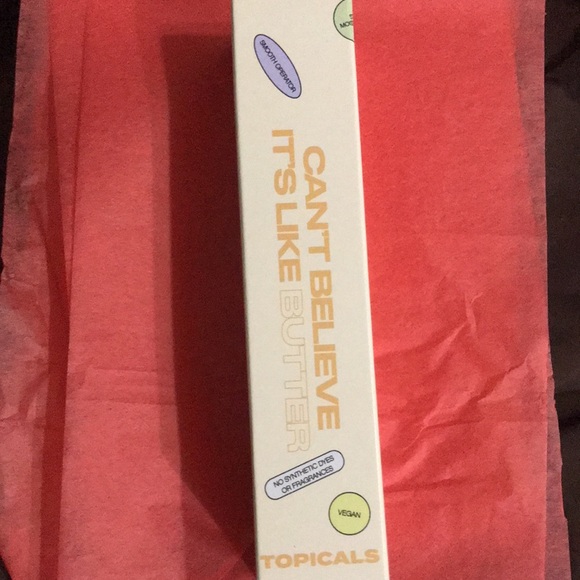 SMOOTH OPERATOR
CAN'T BELIEVE
IT'S LIKE BUTTER
NO SYNTHETIC DYES
OR FRAGRANCES
VEGAN
TOPICALS